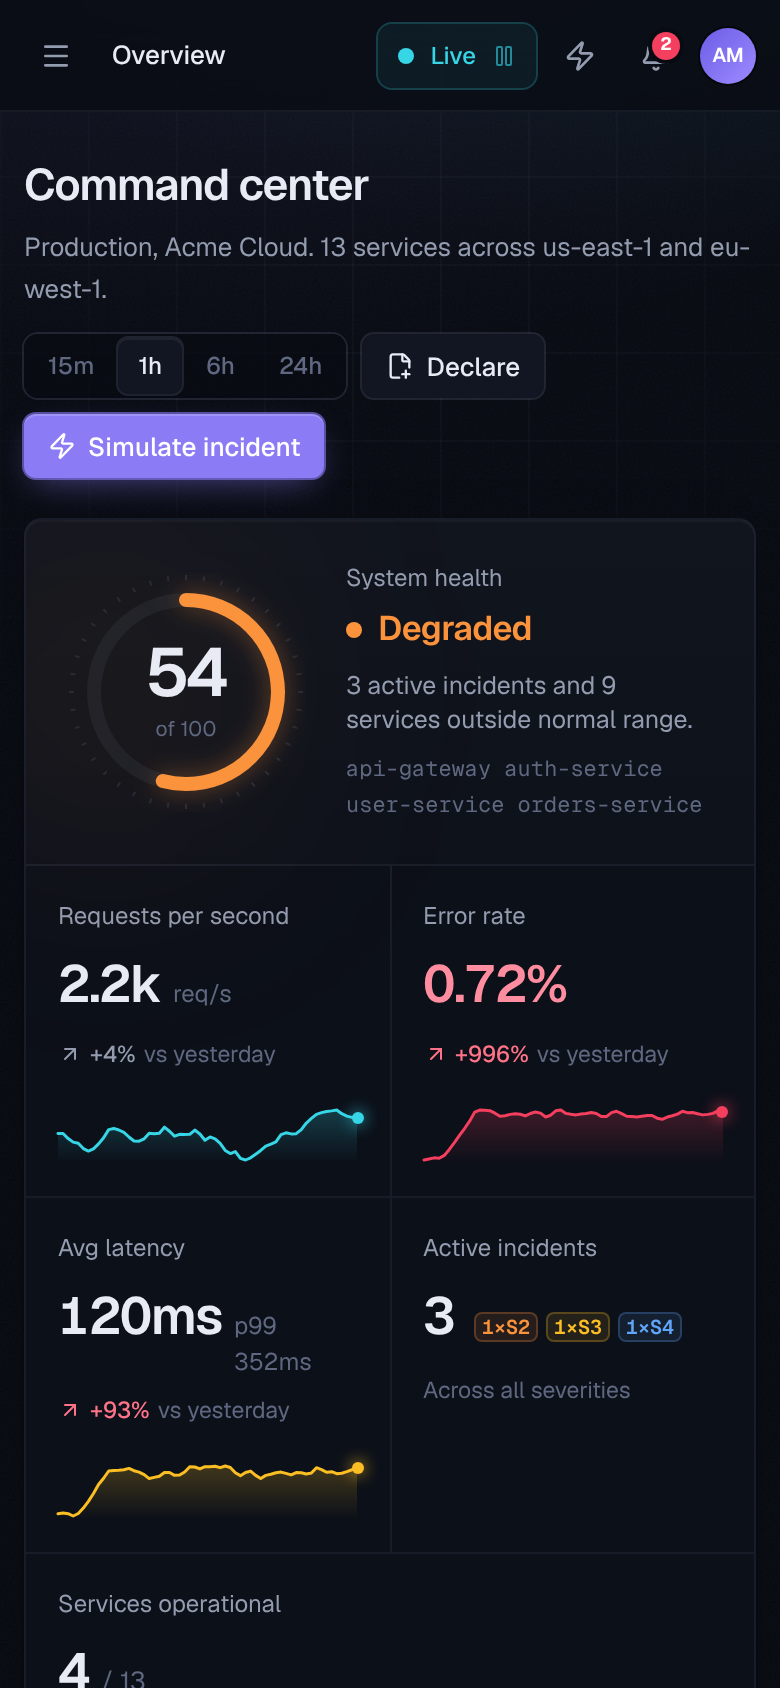 Overview
Live
2
AM
Command center
Production, Acme Cloud. 13 services across us-east-1 and eu-
west-1.
15m 1h 6h 24h
Declare
Simulate incident
54
of 100
System health
Degraded
3 active incidents and 9
services outside normal range.
api-gateway auth-service
user-service orders-service
Requests per second
2.2k req/s
+4% vs yesterday
Error rate
0.72%
+996% vs yesterday
Avg latency
120ms p99
352ms
+93% vs yesterday
Active incidents
3 1×S2 1×S3 1×S4
Across all severities
Services operational
4 / 13